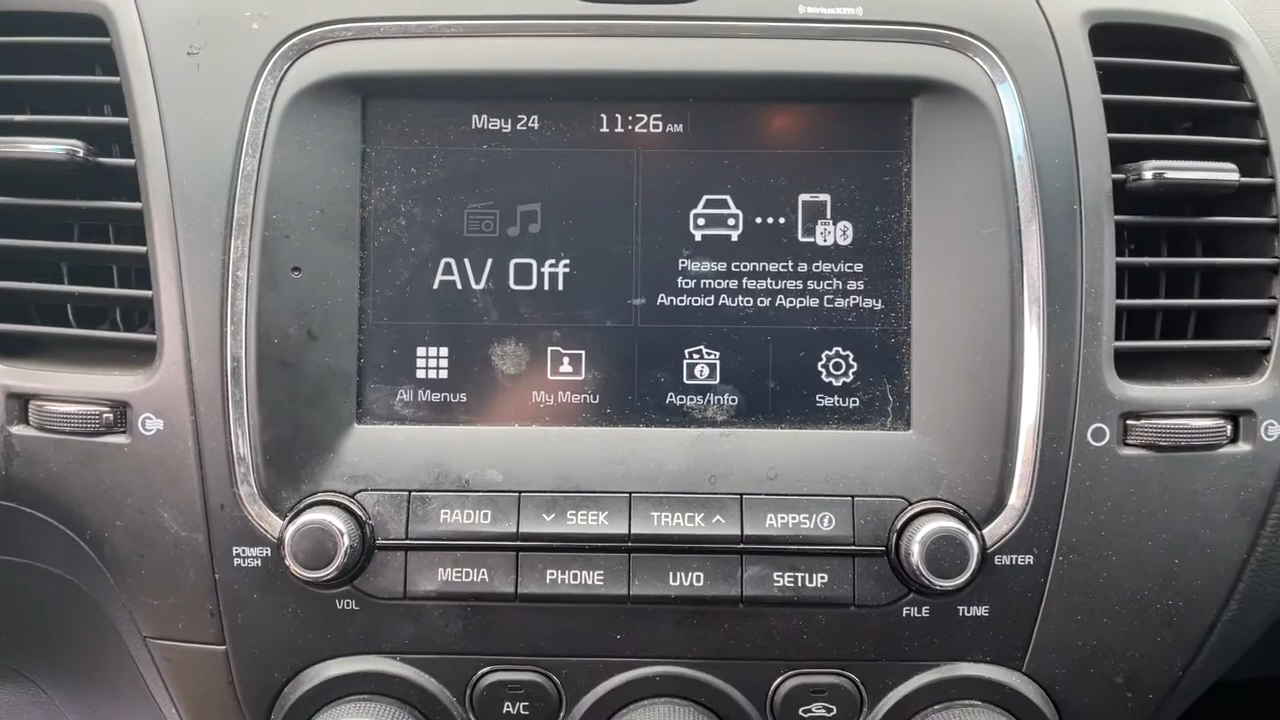 SiriusXM
May 24 11:26 AM
AV Off
Please connect a device
for more features such as
Android Auto or Apple CarPlay.
All Menus My Menu Apps/Info Setup
RADIO SEEK TRACK APPS/i
POWER
PUSH
ENTER
MEDIA PHONE UVO SETUP
VOL FILE TUNE
A/C